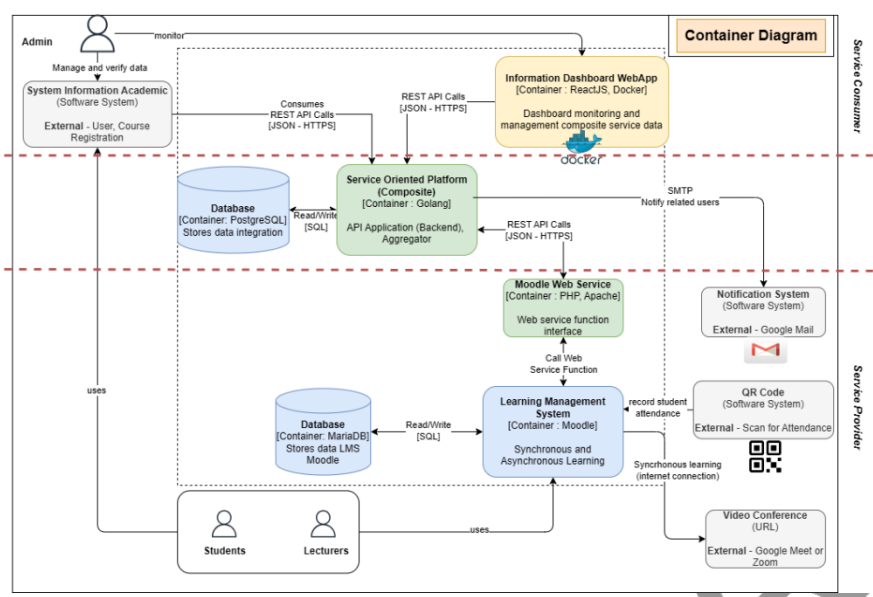 Container Diagram
Admin
monitor
Manage and verify data
System Information Academic
(Software System)
External - User, Course
Registration
Consumes
REST API Calls
[JSON - HTTPS]
REST API Calls
[JSON - HTTPS]
Information Dashboard WebApp
[Container : ReactJS, Docker]
Dashboard monitoring and
management composite service data
docker
Service Consumer
Database
[Container: PostgreSQL]
Stores data integration
Read/Write
[SQL]
Service Oriented Platform
(Composite)
[Container : Golang]
API Application (Backend),
Aggregator
SMTP
Notify related users
REST API Calls
[JSON - HTTPS]
Moodle Web Service
[Container : PHP, Apache]
Web service function
interface
Notification System
(Software System)
External - Google Mail
Call Web
Service Function
Service Provider
uses
Database
[Container: MariaDB]
Stores data LMS
Moodle
Read/Write
[SQL]
Learning Management
System
[Container : Moodle]
Synchronous and
Asynchronous Learning
record student
attendance
QR Code
(Software System)
External - Scan for Attendance
Syncrhonous learning
(internet connection)
Students
Lecturers
uses
Video Conference
(URL)
External - Google Meet or
Zoom